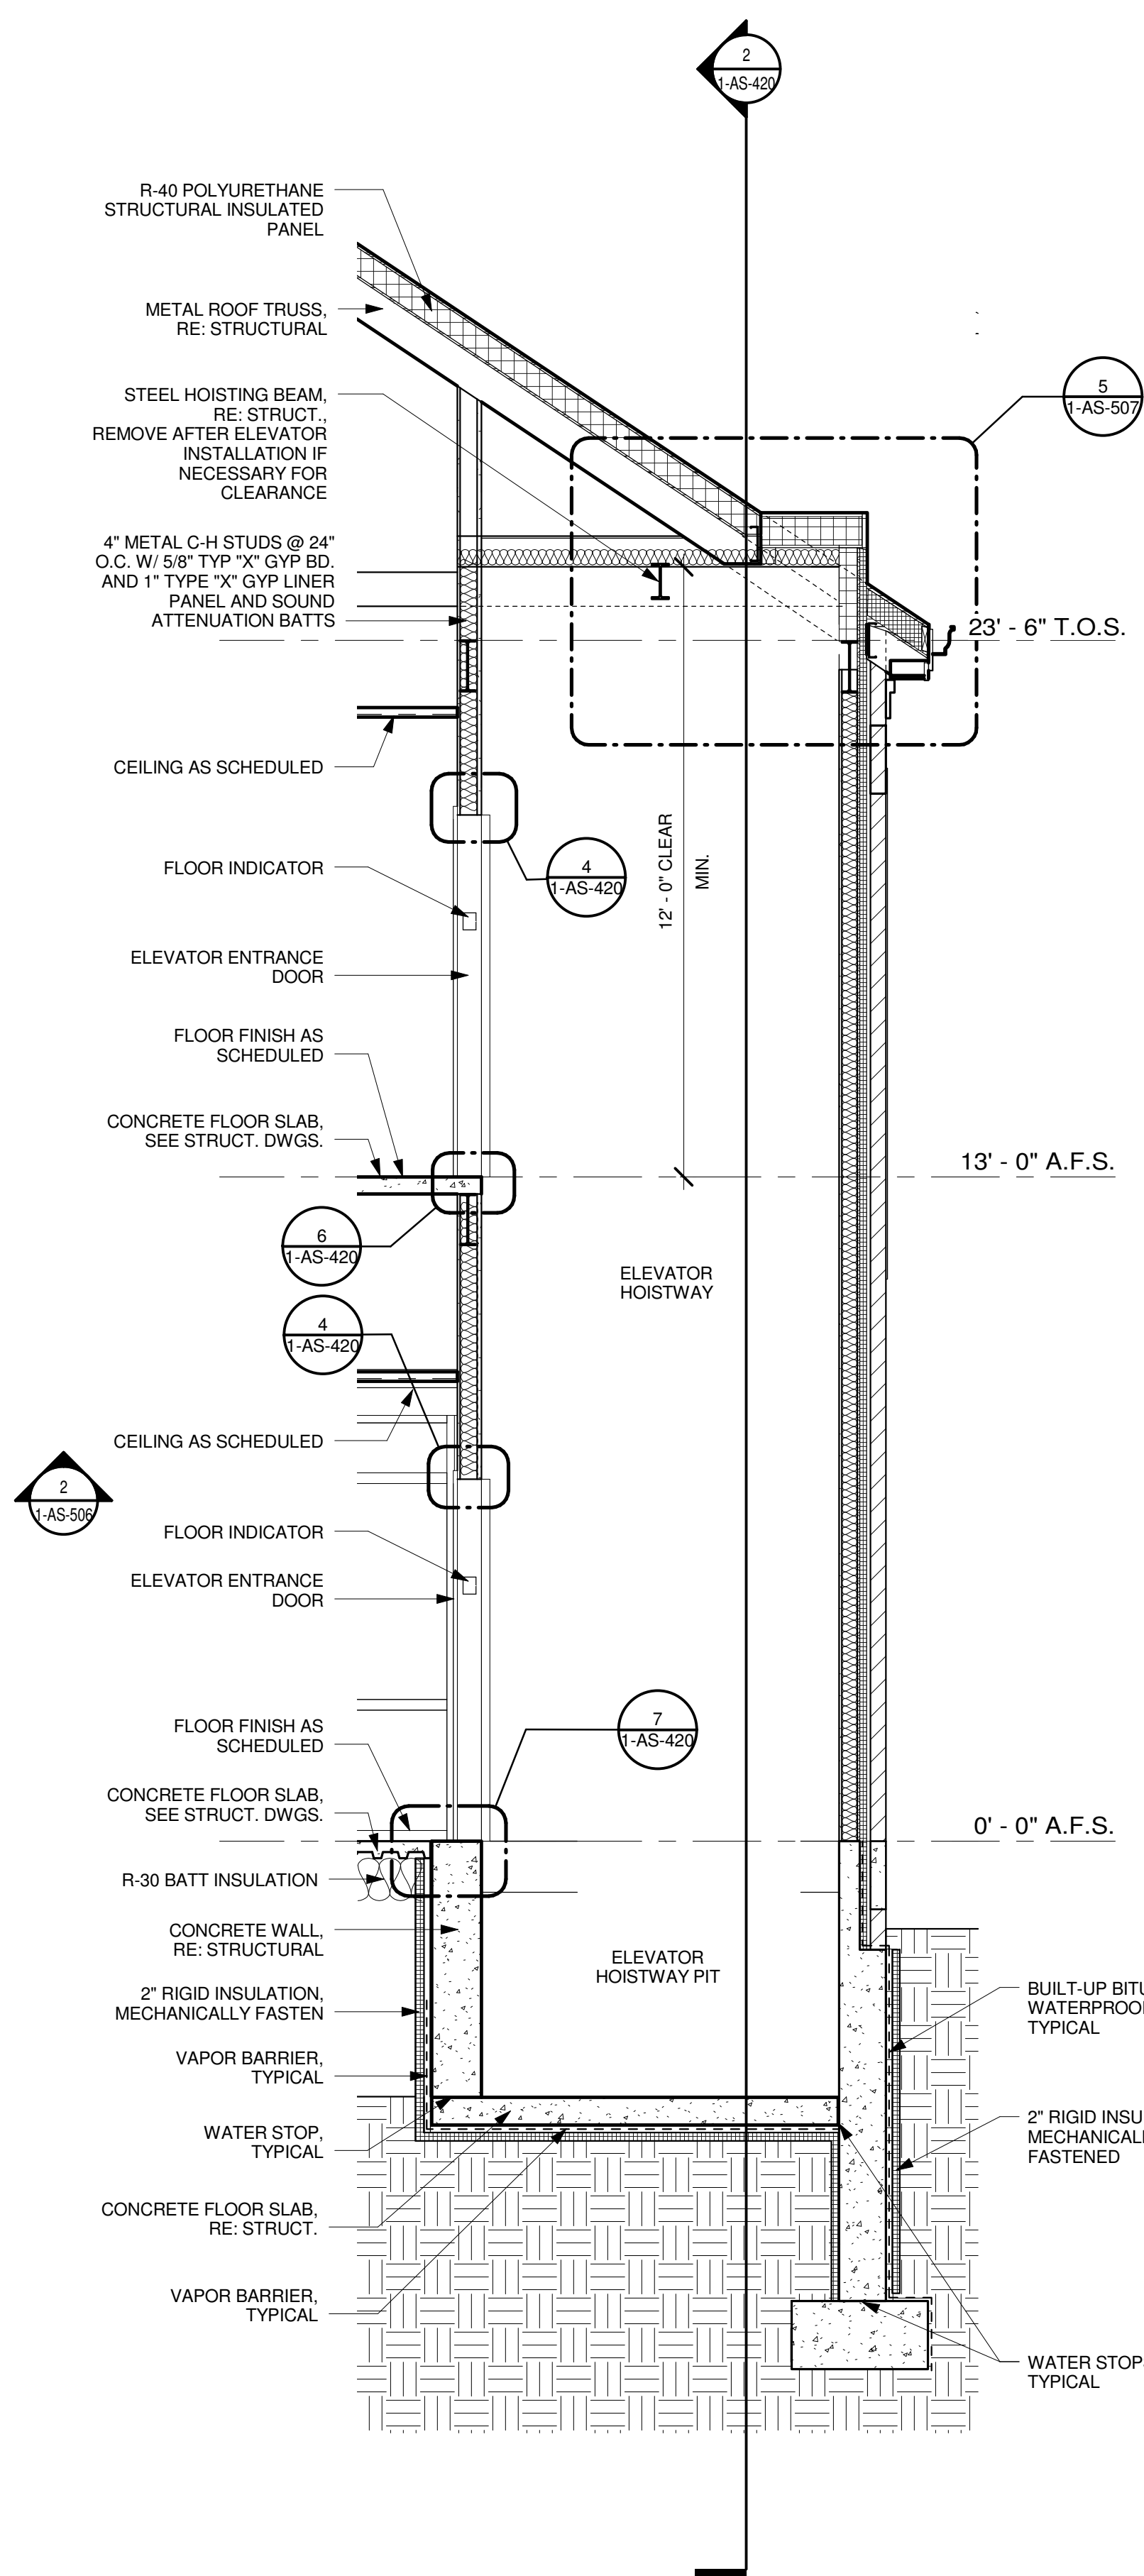 2
1-AS-420
R-40 POLYURETHANE
STRUCTURAL INSULATED
PANEL
METAL ROOF TRUSS,
RE: STRUCTURAL
STEEL HOISTING BEAM,
RE: STRUCT.,
REMOVE AFTER ELEVATOR
INSTALLATION IF
NECESSARY FOR
CLEARANCE
5
1-AS-507
4" METAL C-H STUDS @ 24"
O.C. W/ 5/8" TYP "X" GYP BD.
AND 1" TYPE "X" GYP LINER
PANEL AND SOUND
ATTENUATION BATTS
23' - 6" T.O.S.
CEILING AS SCHEDULED
FLOOR INDICATOR
4
1-AS-420
12' - 0" CLEAR
MIN.
ELEVATOR ENTRANCE
DOOR
FLOOR FINISH AS
SCHEDULED
CONCRETE FLOOR SLAB,
SEE STRUCT. DWGS.
13' - 0" A.F.S.
6
1-AS-420
ELEVATOR
HOISTWAY
4
1-AS-420
CEILING AS SCHEDULED
2
1-AS-506
FLOOR INDICATOR
ELEVATOR ENTRANCE
DOOR
7
1-AS-420
FLOOR FINISH AS
SCHEDULED
CONCRETE FLOOR SLAB,
SEE STRUCT. DWGS.
0' - 0" A.F.S.
R-30 BATT INSULATION
CONCRETE WALL,
RE: STRUCTURAL
ELEVATOR
HOISTWAY PIT
2" RIGID INSULATION,
MECHANICALLY FASTEN
BUILT-UP BITU
WATERPROO
TYPICAL
VAPOR BARRIER,
TYPICAL
WATER STOP,
TYPICAL
2" RIGID INSU
MECHANICAL
FASTENED
CONCRETE FLOOR SLAB,
RE: STRUCT.
VAPOR BARRIER,
TYPICAL
WATER STOP
TYPICAL